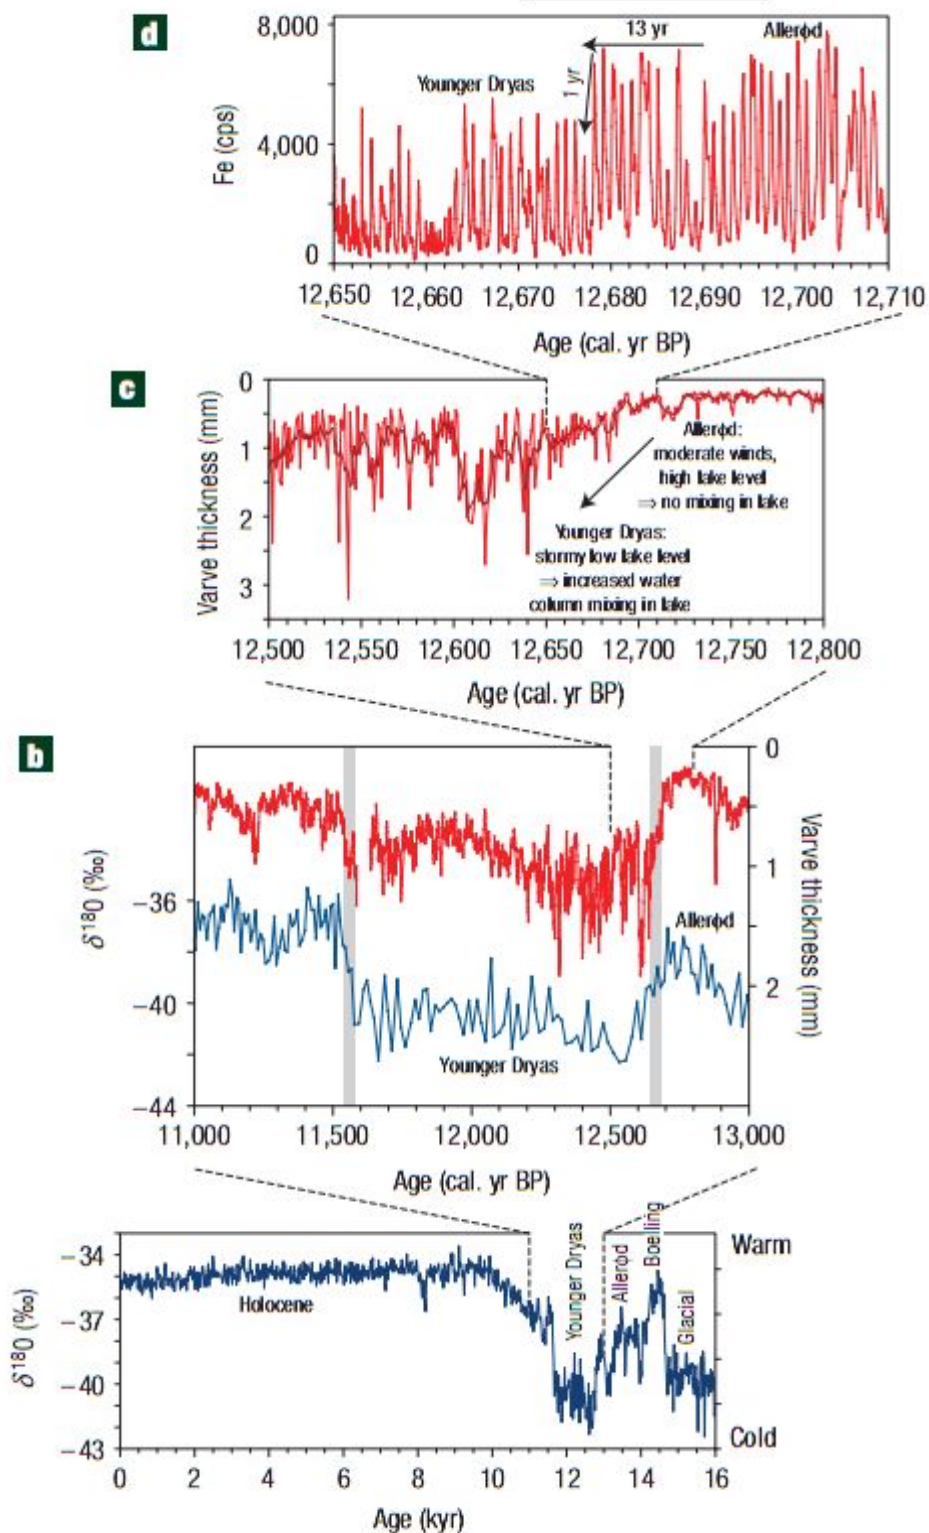 d
8,000
4,000
0
Fe (cps)
13 yr
1 yr
Allerϕd
Younger Dryas
12,650 12,660 12,670 12,680 12,690 12,700 12,710
Age (cal. yr BP)
c
0
1
2
3
Varve thickness (mm)
Allerϕd:
moderate winds,
high lake level
⇒ no mixing in lake
Younger Dryas:
stormy low lake level
⇒ increased water
column mixing in lake
12,500 12,550 12,600 12,650 12,700 12,750 12,800
Age (cal. yr BP)
b
0
1
2
Varve thickness (mm)
−36
−40
−44
δ¹⁸O (‰)
Allerϕd
Younger Dryas
11,000 11,500 12,000 12,500 13,000
Age (cal. yr BP)
−34
−37
−40
−43
δ¹⁸O (‰)
Holocene
Younger Dryas
Allerϕd
Boelling
Glacial
Warm
Cold
0 2 4 6 8 10 12 14 16
Age (kyr)